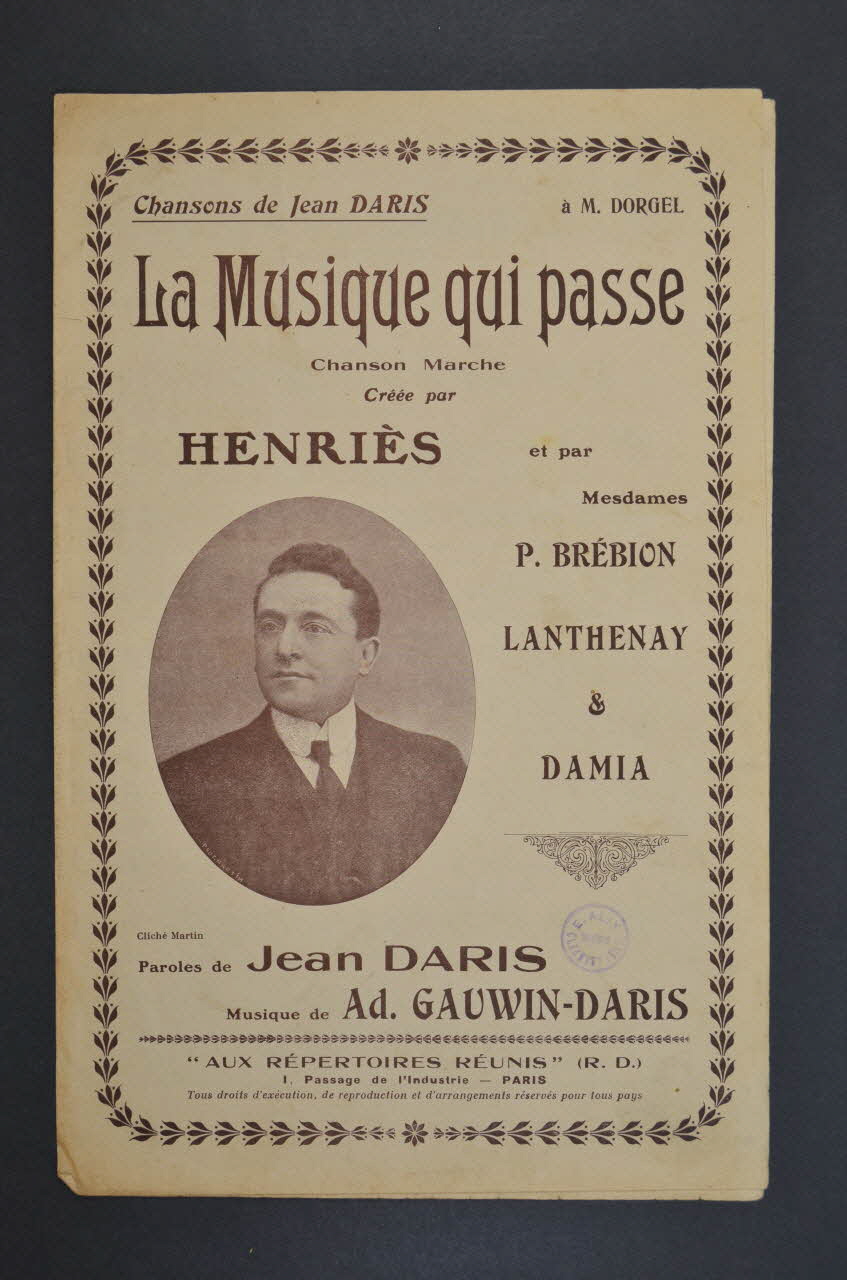 Chansons de Jean DARIS
à M. DORGEL
La Musique qui passe
Chanson Marche
Créée par
HENRIÈS
et par
Mesdames
P. BRÉBION
LANTHENAY
&
DAMIA
Cliché Martin
Paroles de Jean DARIS
Musique de Ad. GAUWIN-DARIS
“AUX RÉPERTOIRES RÉUNIS” (R. D.)
1, Passage de l'Industrie — PARIS
Tous droits d'exécution, de reproduction et d'arrangements réservés pour tous pays